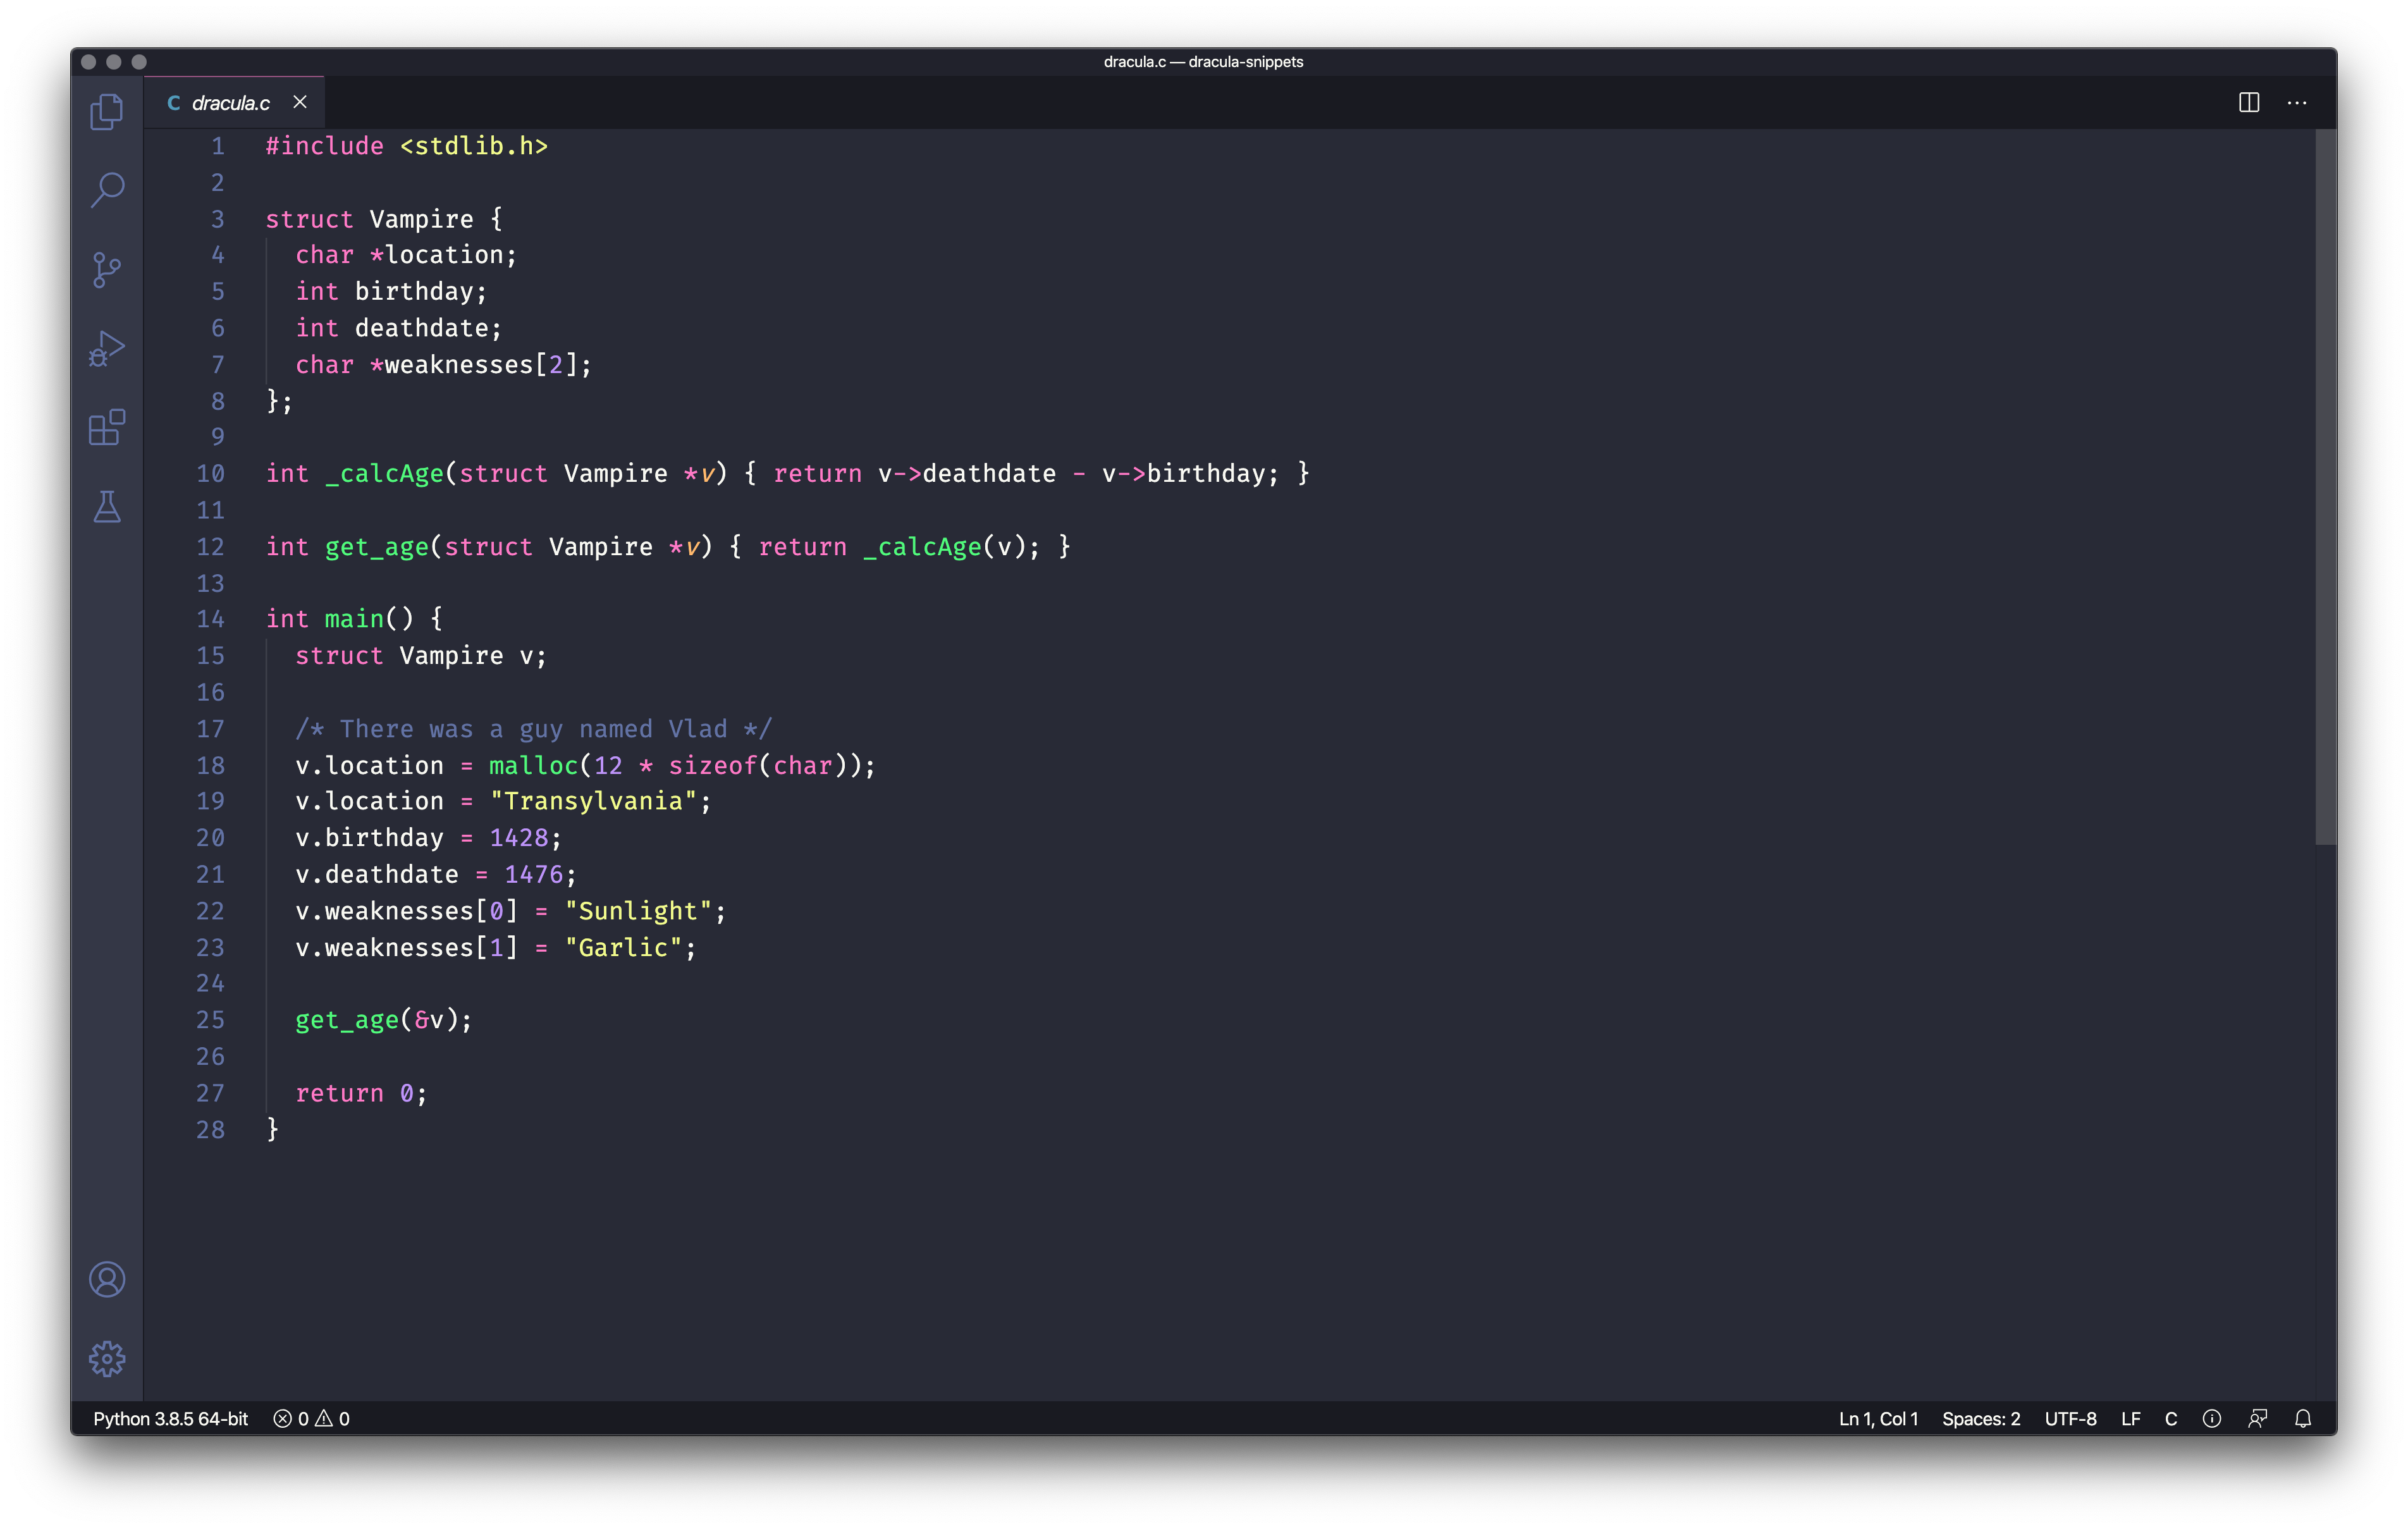 dracula.c — dracula-snippets
C dracula.c
1 #include <stdlib.h>
2
3 struct Vampire {
4   char *location;
5   int birthday;
6   int deathdate;
7   char *weaknesses[2];
8 };
9
10 int _calcAge(struct Vampire *v) { return v->deathdate - v->birthday; }
11
12 int get_age(struct Vampire *v) { return _calcAge(v); }
13
14 int main() {
15   struct Vampire v;
16
17   /* There was a guy named Vlad */
18   v.location = malloc(12 * sizeof(char));
19   v.location = "Transylvania";
20   v.birthday = 1428;
21   v.deathdate = 1476;
22   v.weaknesses[0] = "Sunlight";
23   v.weaknesses[1] = "Garlic";
24
25   get_age(&v);
26
27   return 0;
28 }
Python 3.8.5 64-bit 0 0 Ln 1, Col 1 Spaces: 2 UTF-8 LF C